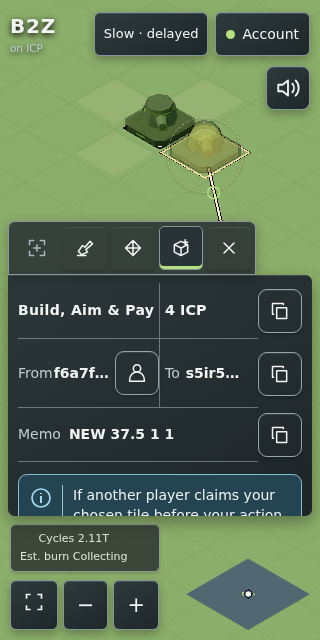 B2Z
on ICP
Slow · delayed
Account
Build, Aim & Pay
4 ICP
From f6a7f…
To s5ir5…
Memo NEW 37.5 1 1
If another player claims your
chosen tile before your action
Cycles 2.11T
Est. burn Collecting